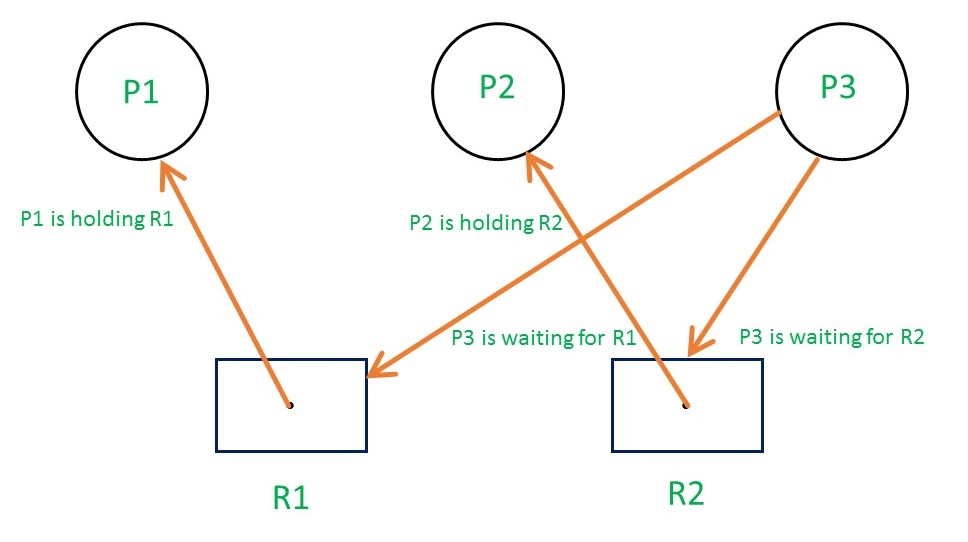 P1
P2
P3
P1 is holding R1
P2 is holding R2
P3 is waiting for R1
P3 is waiting for R2
R1
R2